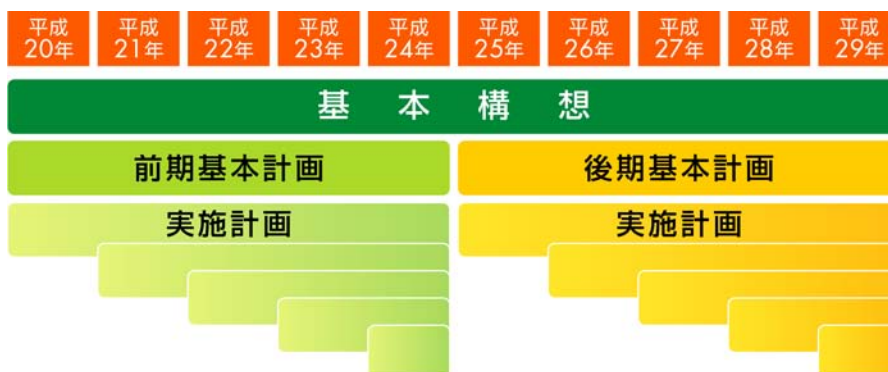 平成
20年
平成
21年
平成
22年
平成
23年
平成
24年
平成
25年
平成
26年
平成
27年
平成
28年
平成
29年
基本構想
前期基本計画
後期基本計画
実施計画
実施計画